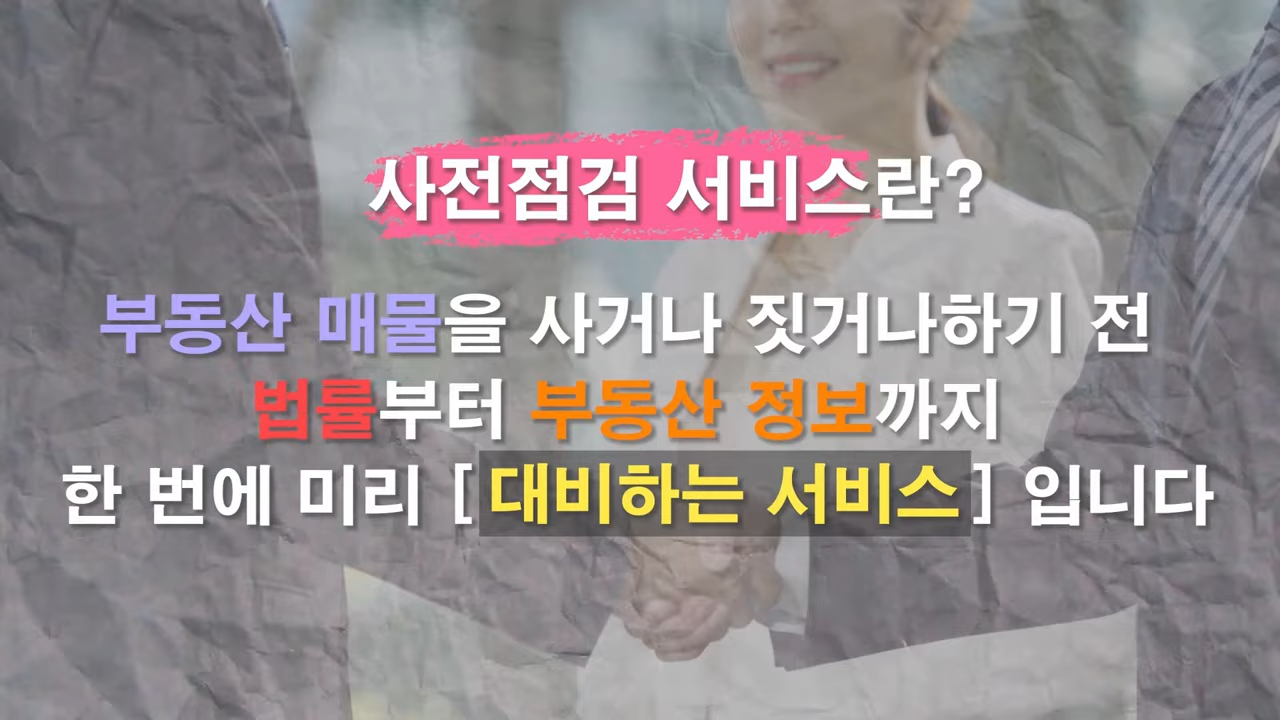 사전점검 서비스란?
부동산 매물을 사거나 짓거나하기 전
법률부터 부동산 정보까지
한 번에 미리 [대비하는 서비스] 입니다